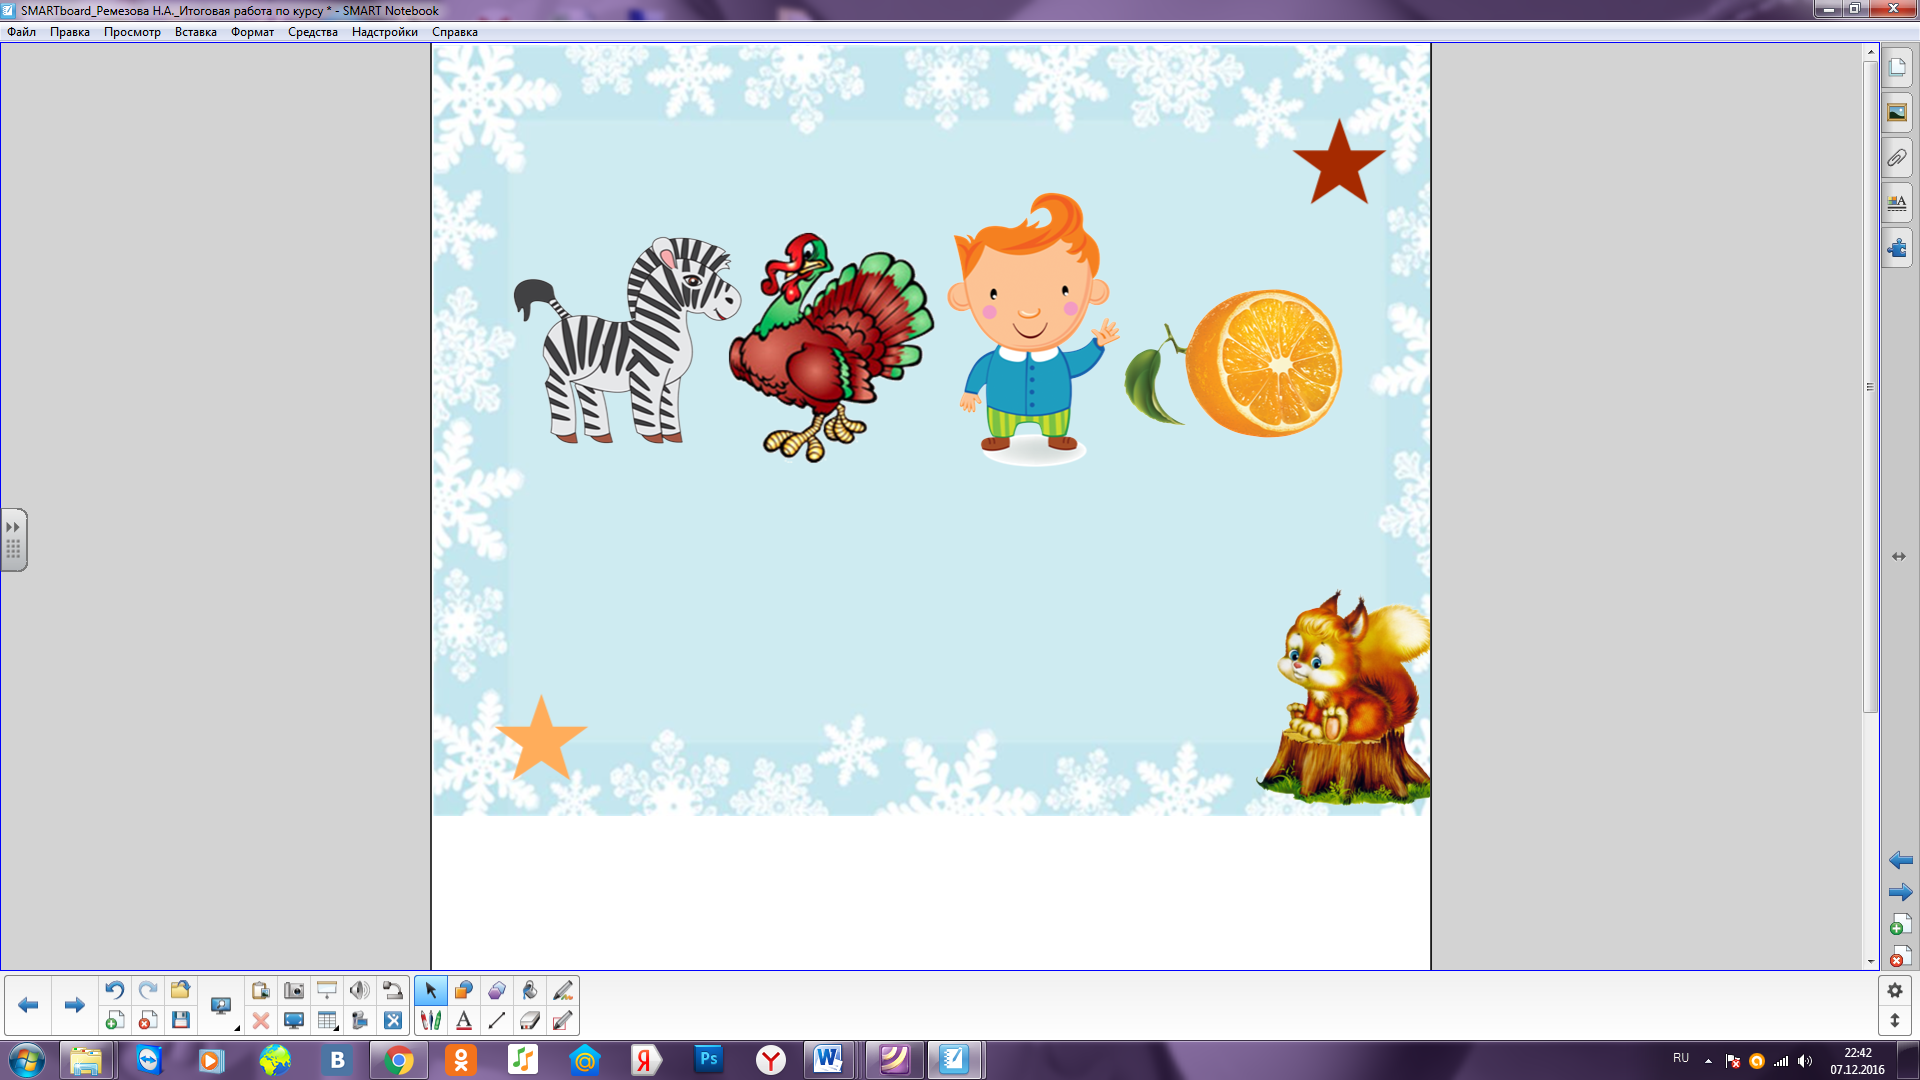 SMARTboard_Ремезова Н.А._Итоговая работа по курсу * - SMART Notebook
Файл Правка Просмотр Вставка Формат Средства Надстройки Справка
RU
22:42
07.12.2016